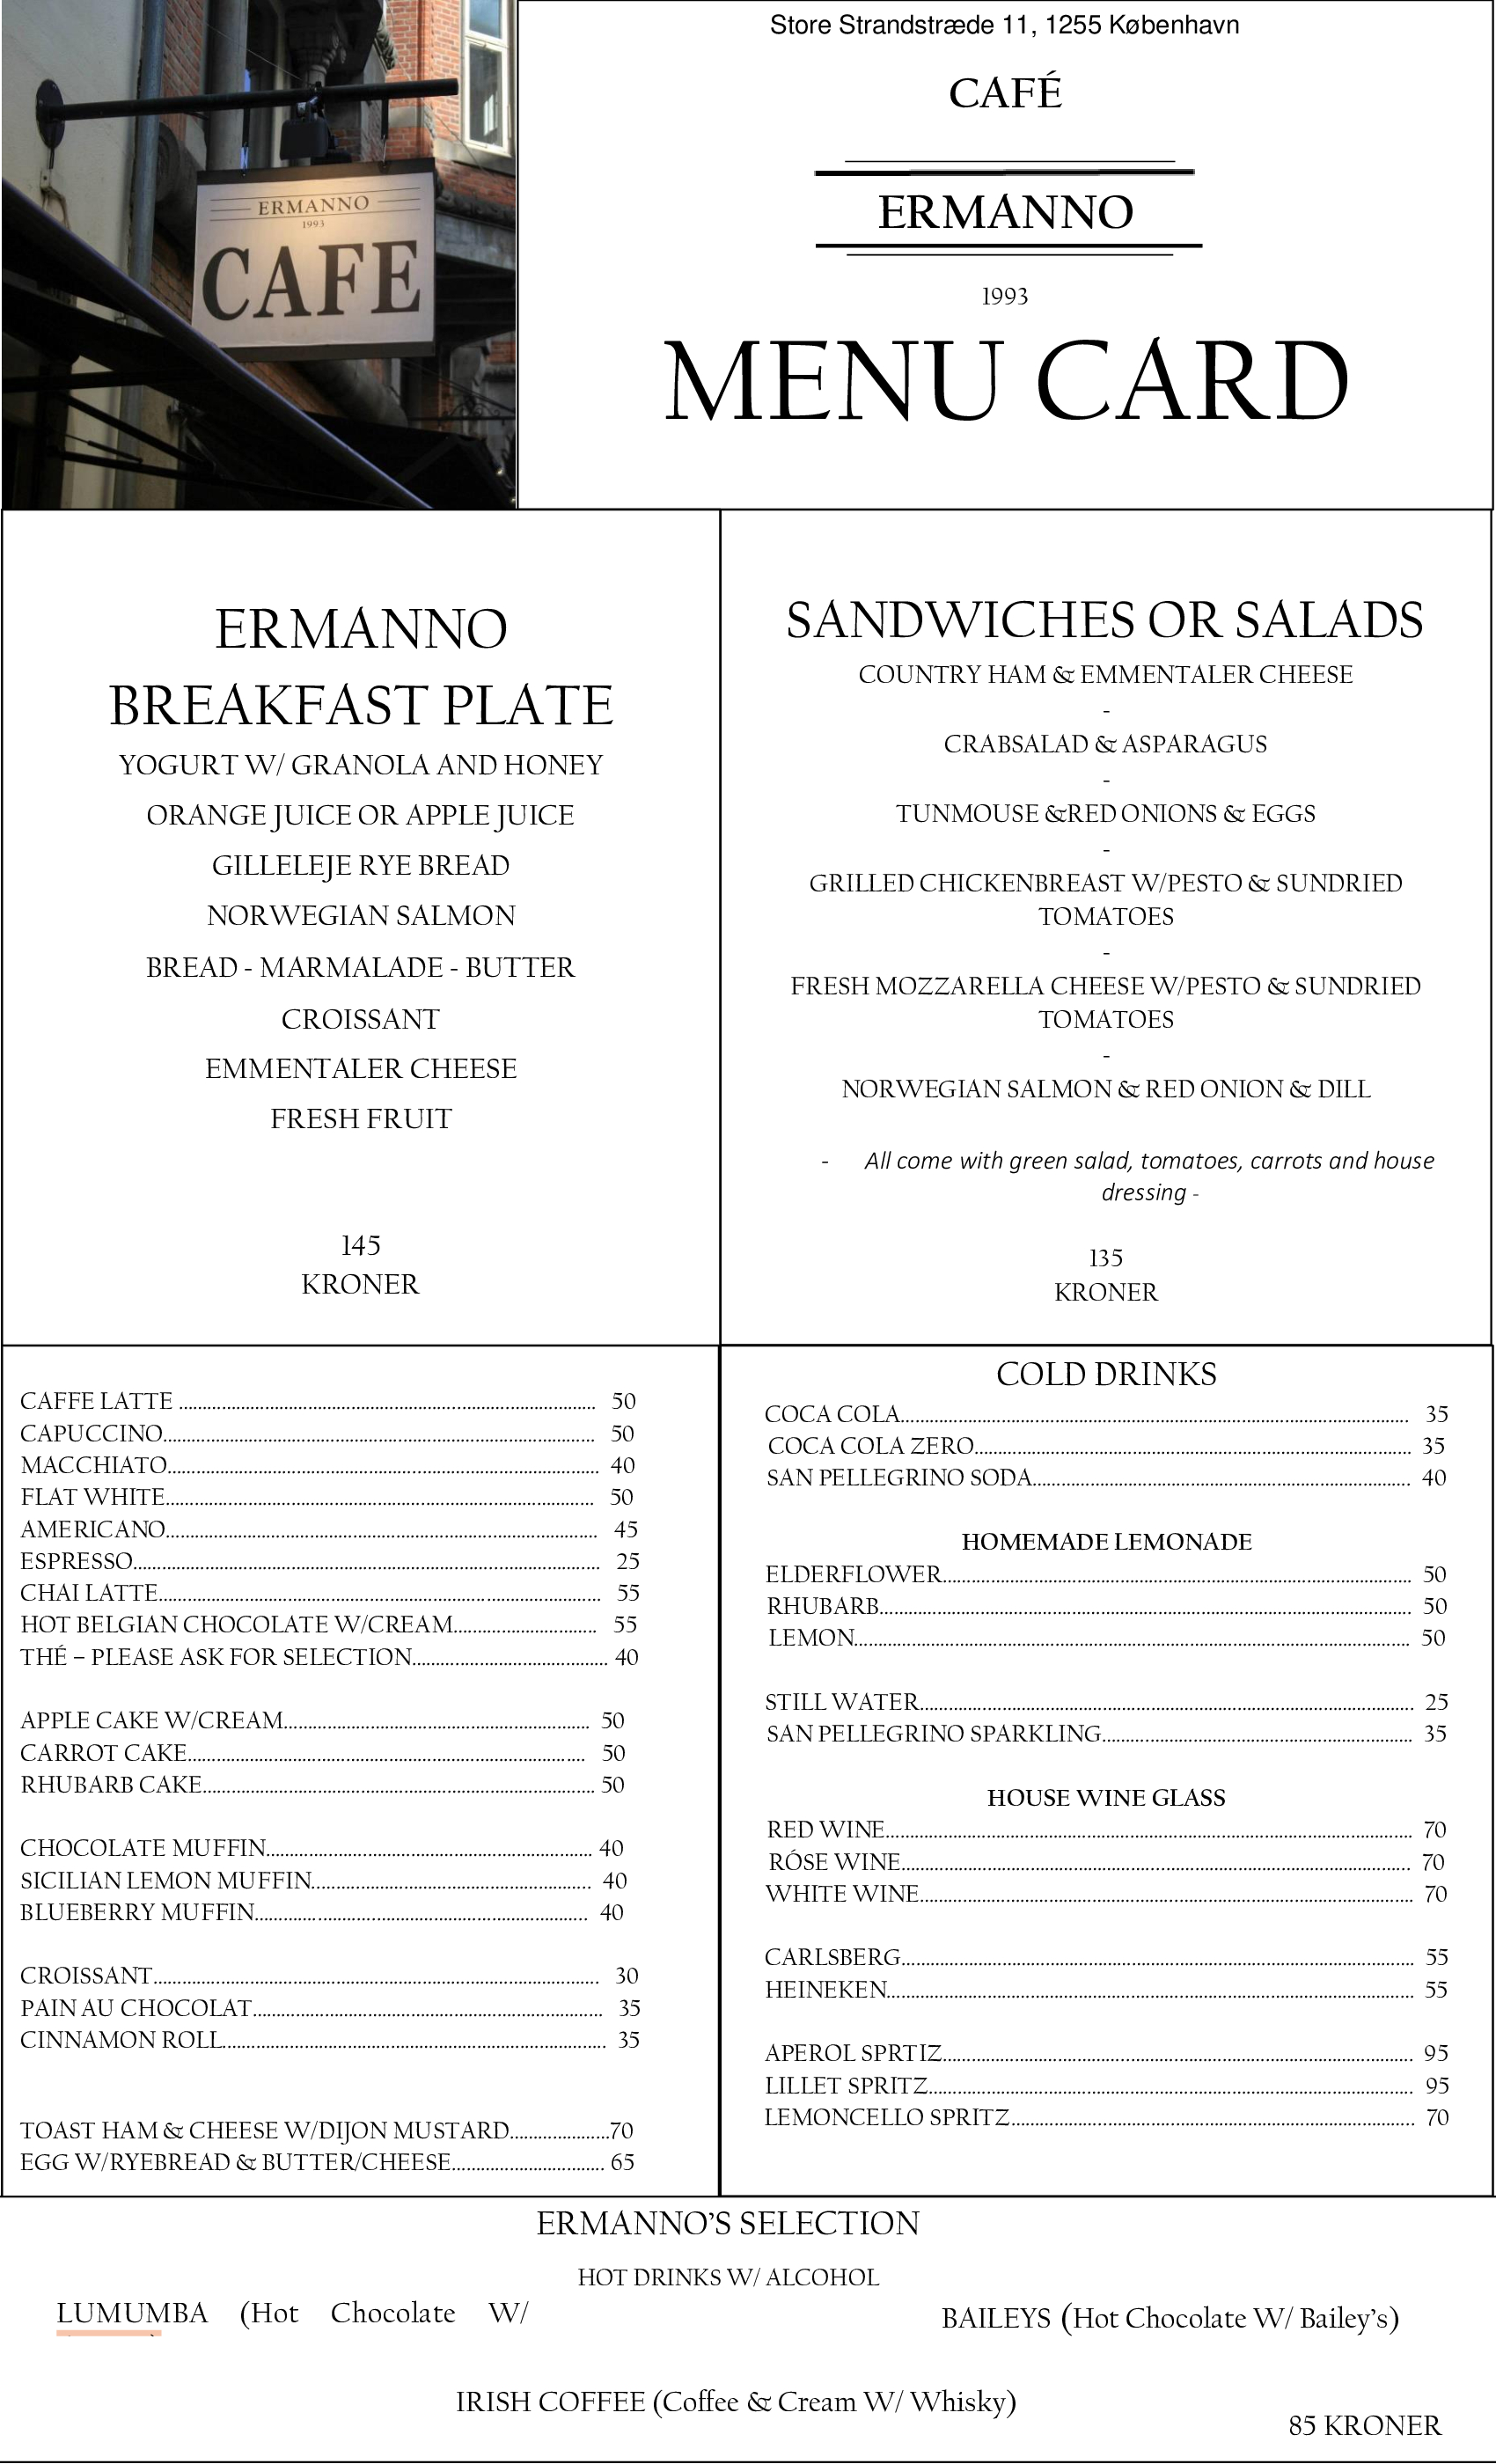 ERMANNO
1993
CAFE
Store Strandstræde 11, 1255 København
CAFÉ
ERMANNO
1993
MENU CARD
ERMANNO
BREAKFAST PLATE
YOGURT W/ GRANOLA AND HONEY
ORANGE JUICE OR APPLE JUICE
GILLELEJE RYE BREAD
NORWEGIAN SALMON
BREAD - MARMALADE - BUTTER
CROISSANT
EMMENTALER CHEESE
FRESH FRUIT
145
KRONER
SANDWICHES OR SALADS
COUNTRY HAM & EMMENTALER CHEESE
-
CRABSALAD & ASPARAGUS
-
TUNMOUSE &RED ONIONS & EGGS
-
GRILLED CHICKENBREAST W/PESTO & SUNDRIED
TOMATOES
-
FRESH MOZZARELLA CHEESE W/PESTO & SUNDRIED
TOMATOES
-
NORWEGIAN SALMON & RED ONION & DILL
- All come with green salad, tomatoes, carrots and house
dressing -
135
KRONER
CAFFE LATTE ........ 50
CAPUCCINO........ 50
MACCHIATO........ 40
FLAT WHITE........ 50
AMERICANO........ 45
ESPRESSO........ 25
CHAI LATTE........ 55
HOT BELGIAN CHOCOLATE W/CREAM........ 55
THÉ – PLEASE ASK FOR SELECTION........ 40
APPLE CAKE W/CREAM........ 50
CARROT CAKE........ 50
RHUBARB CAKE........ 50
CHOCOLATE MUFFIN........ 40
SICILIAN LEMON MUFFIN........ 40
BLUEBERRY MUFFIN........ 40
CROISSANT........ 30
PAIN AU CHOCOLAT........ 35
CINNAMON ROLL........ 35
TOAST HAM & CHEESE W/DIJON MUSTARD........70
EGG W/RYEBREAD & BUTTER/CHEESE........ 65
COLD DRINKS
COCA COLA........ 35
COCA COLA ZERO........ 35
SAN PELLEGRINO SODA........ 40
HOMEMADE LEMONADE
ELDERFLOWER........ 50
RHUBARB........ 50
LEMON........ 50
STILL WATER........ 25
SAN PELLEGRINO SPARKLING........ 35
HOUSE WINE GLASS
RED WINE........ 70
RÓSE WINE........ 70
WHITE WINE........ 70
CARLSBERG........ 55
HEINEKEN........ 55
APEROL SPRTIZ........ 95
LILLET SPRITZ........ 95
LEMONCELLO SPRITZ........ 70
ERMANNO'S SELECTION
HOT DRINKS W/ ALCOHOL
LUMUMBA (Hot Chocolate W/
BAILEYS (Hot Chocolate W/ Bailey's)
IRISH COFFEE (Coffee & Cream W/ Whisky)
85 KRONER